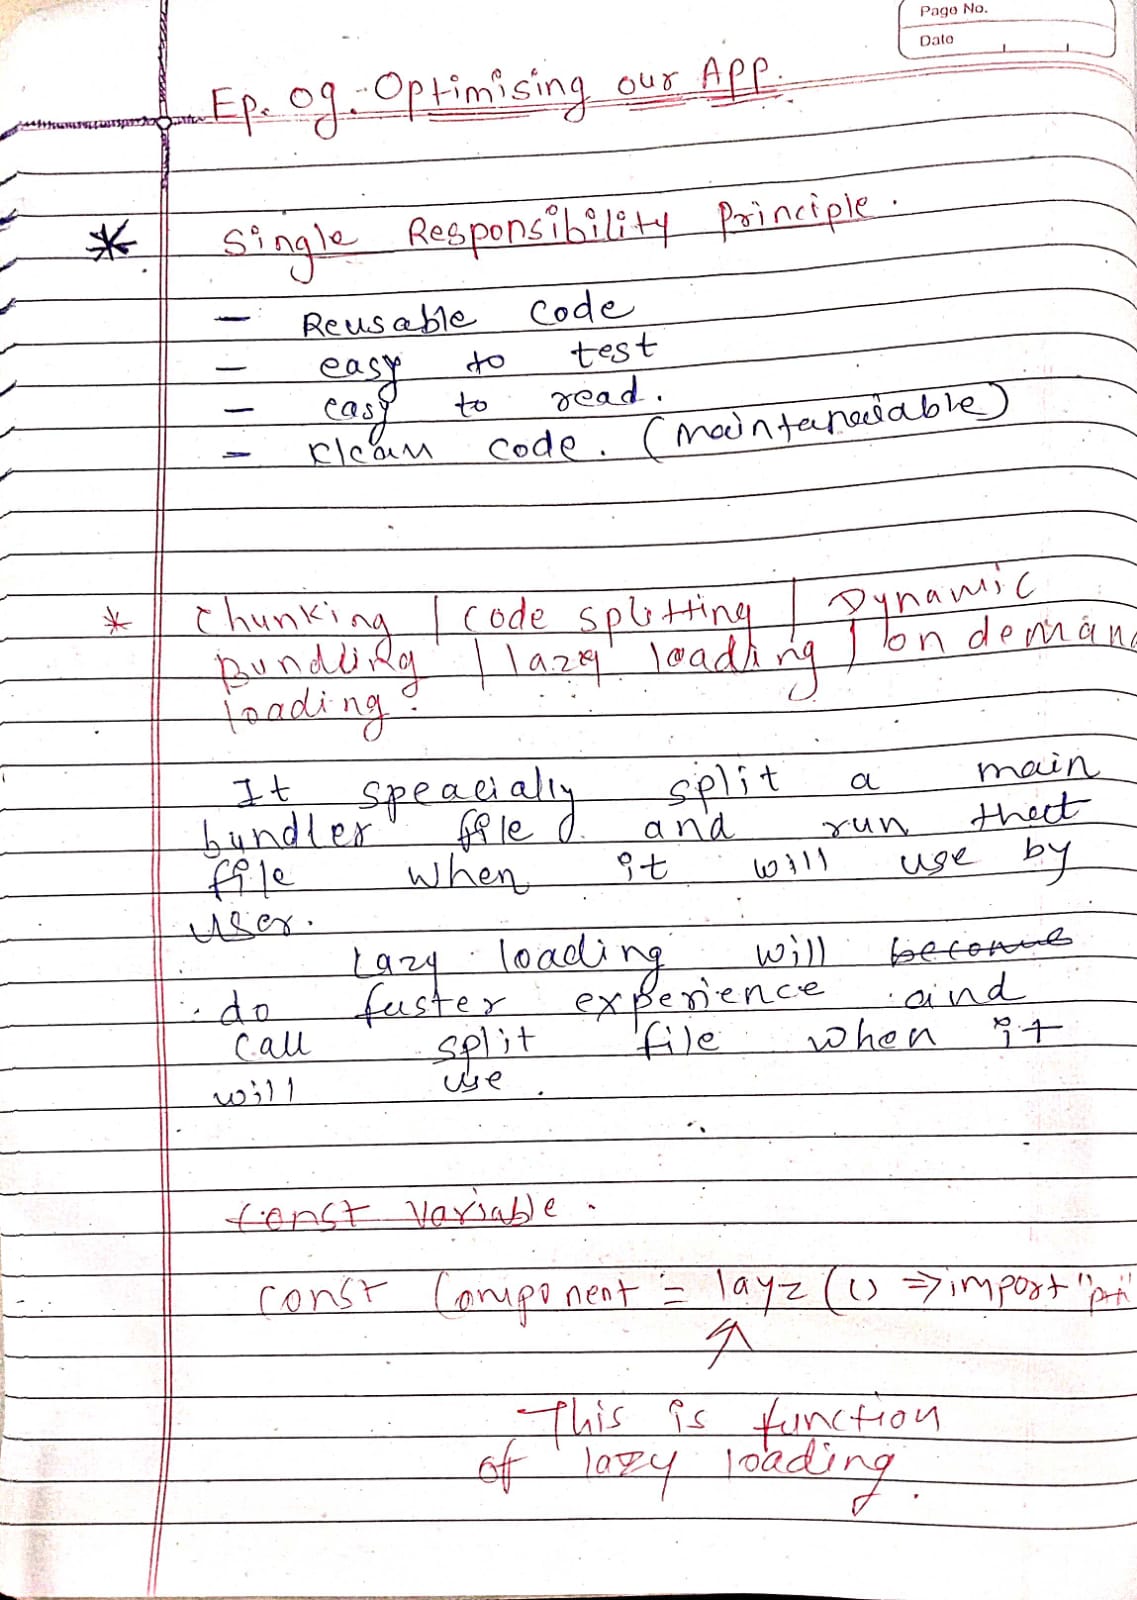 Page No.
Date
Ep. 09. - Optimising our App.
* Single Responsibility Principle.
— Reusable code
— easy to test
— easy to read.
— clean code. (maintainable)
* Chunking | code splitting | Dynamic
Bundling | lazy loading | on deman
loading.
It speacially split a main
bundler file and run that
file when it will use by
user.
Lazy loading will become
do faster experience and
call split file when it
will use.
const variable.
const Component = layz (() => import "
This is function
of lazy loading.